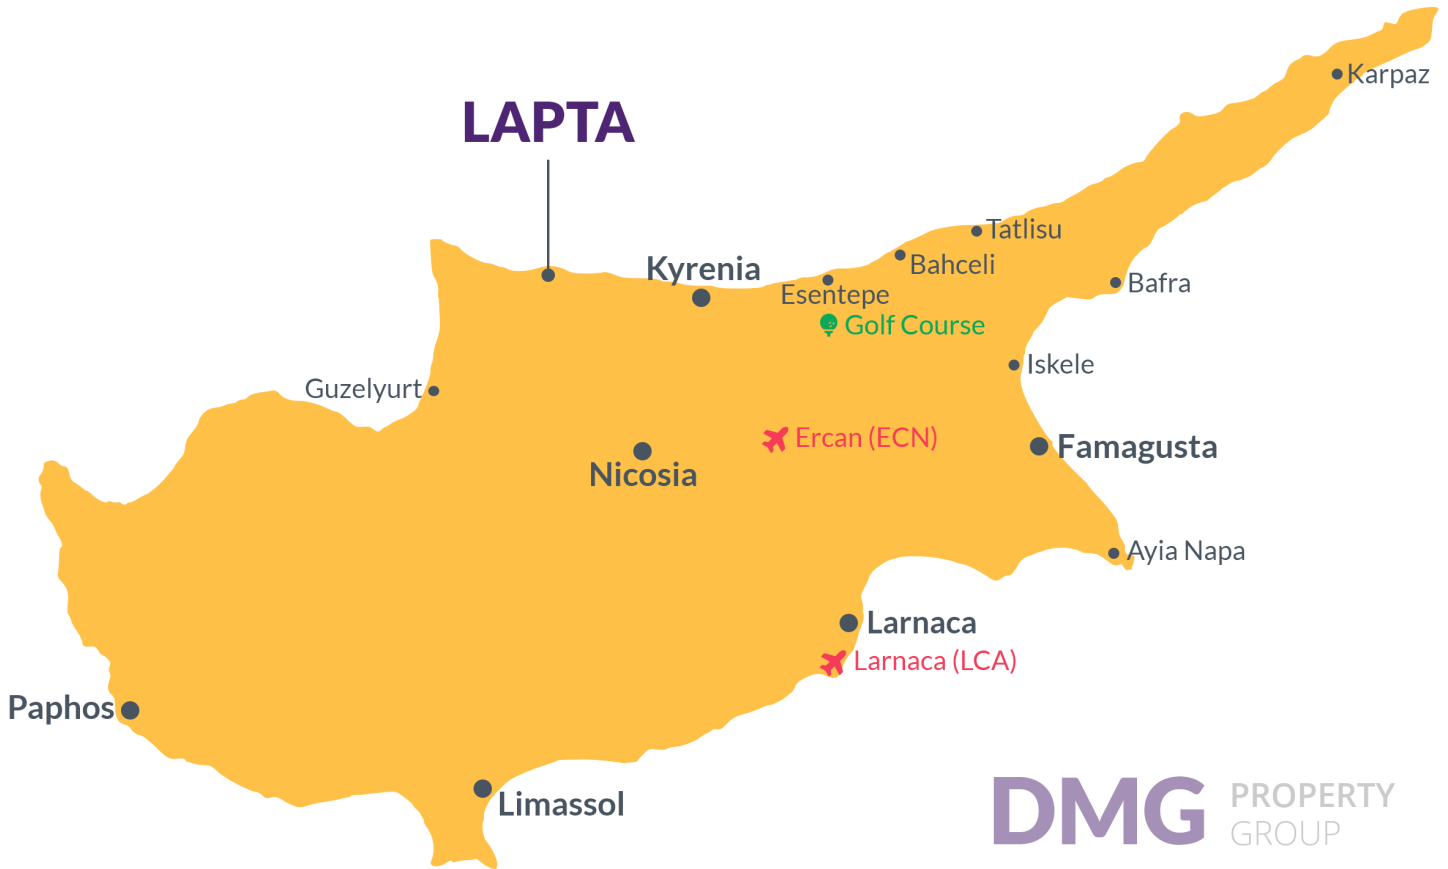 Karpaz
LAPTA
Tatlisu
Bahceli
Kyrenia
Esentepe
Bafra
Golf Course
Iskele
Guzelyurt
Ercan (ECN)
Famagusta
Nicosia
Ayia Napa
Larnaca
Larnaca (LCA)
Paphos
Limassol
DMG PROPERTY
GROUP